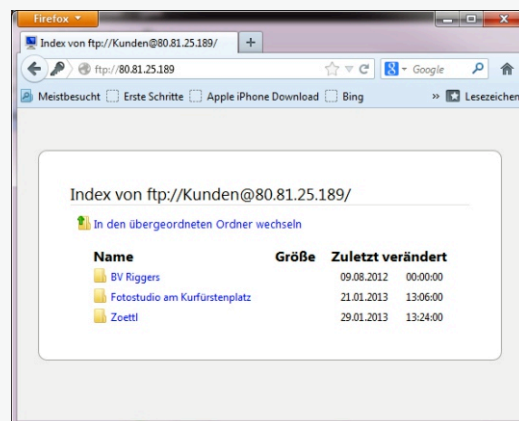 Firefox
Index von ftp://Kunden@80.81.25.189/
ftp://80.81.25.189
Google
Meistbesucht Erste Schritte Apple iPhone Download Bing » Lesezeichen
Index von ftp://Kunden@80.81.25.189/
In den übergeordneten Ordner wechseln
Name Größe Zuletzt verändert
BV Riggers 09.08.2012 00:00:00
Fotostudio am Kurfürstenplatz 21.01.2013 13:06:00
Zoettl 29.01.2013 13:24:00